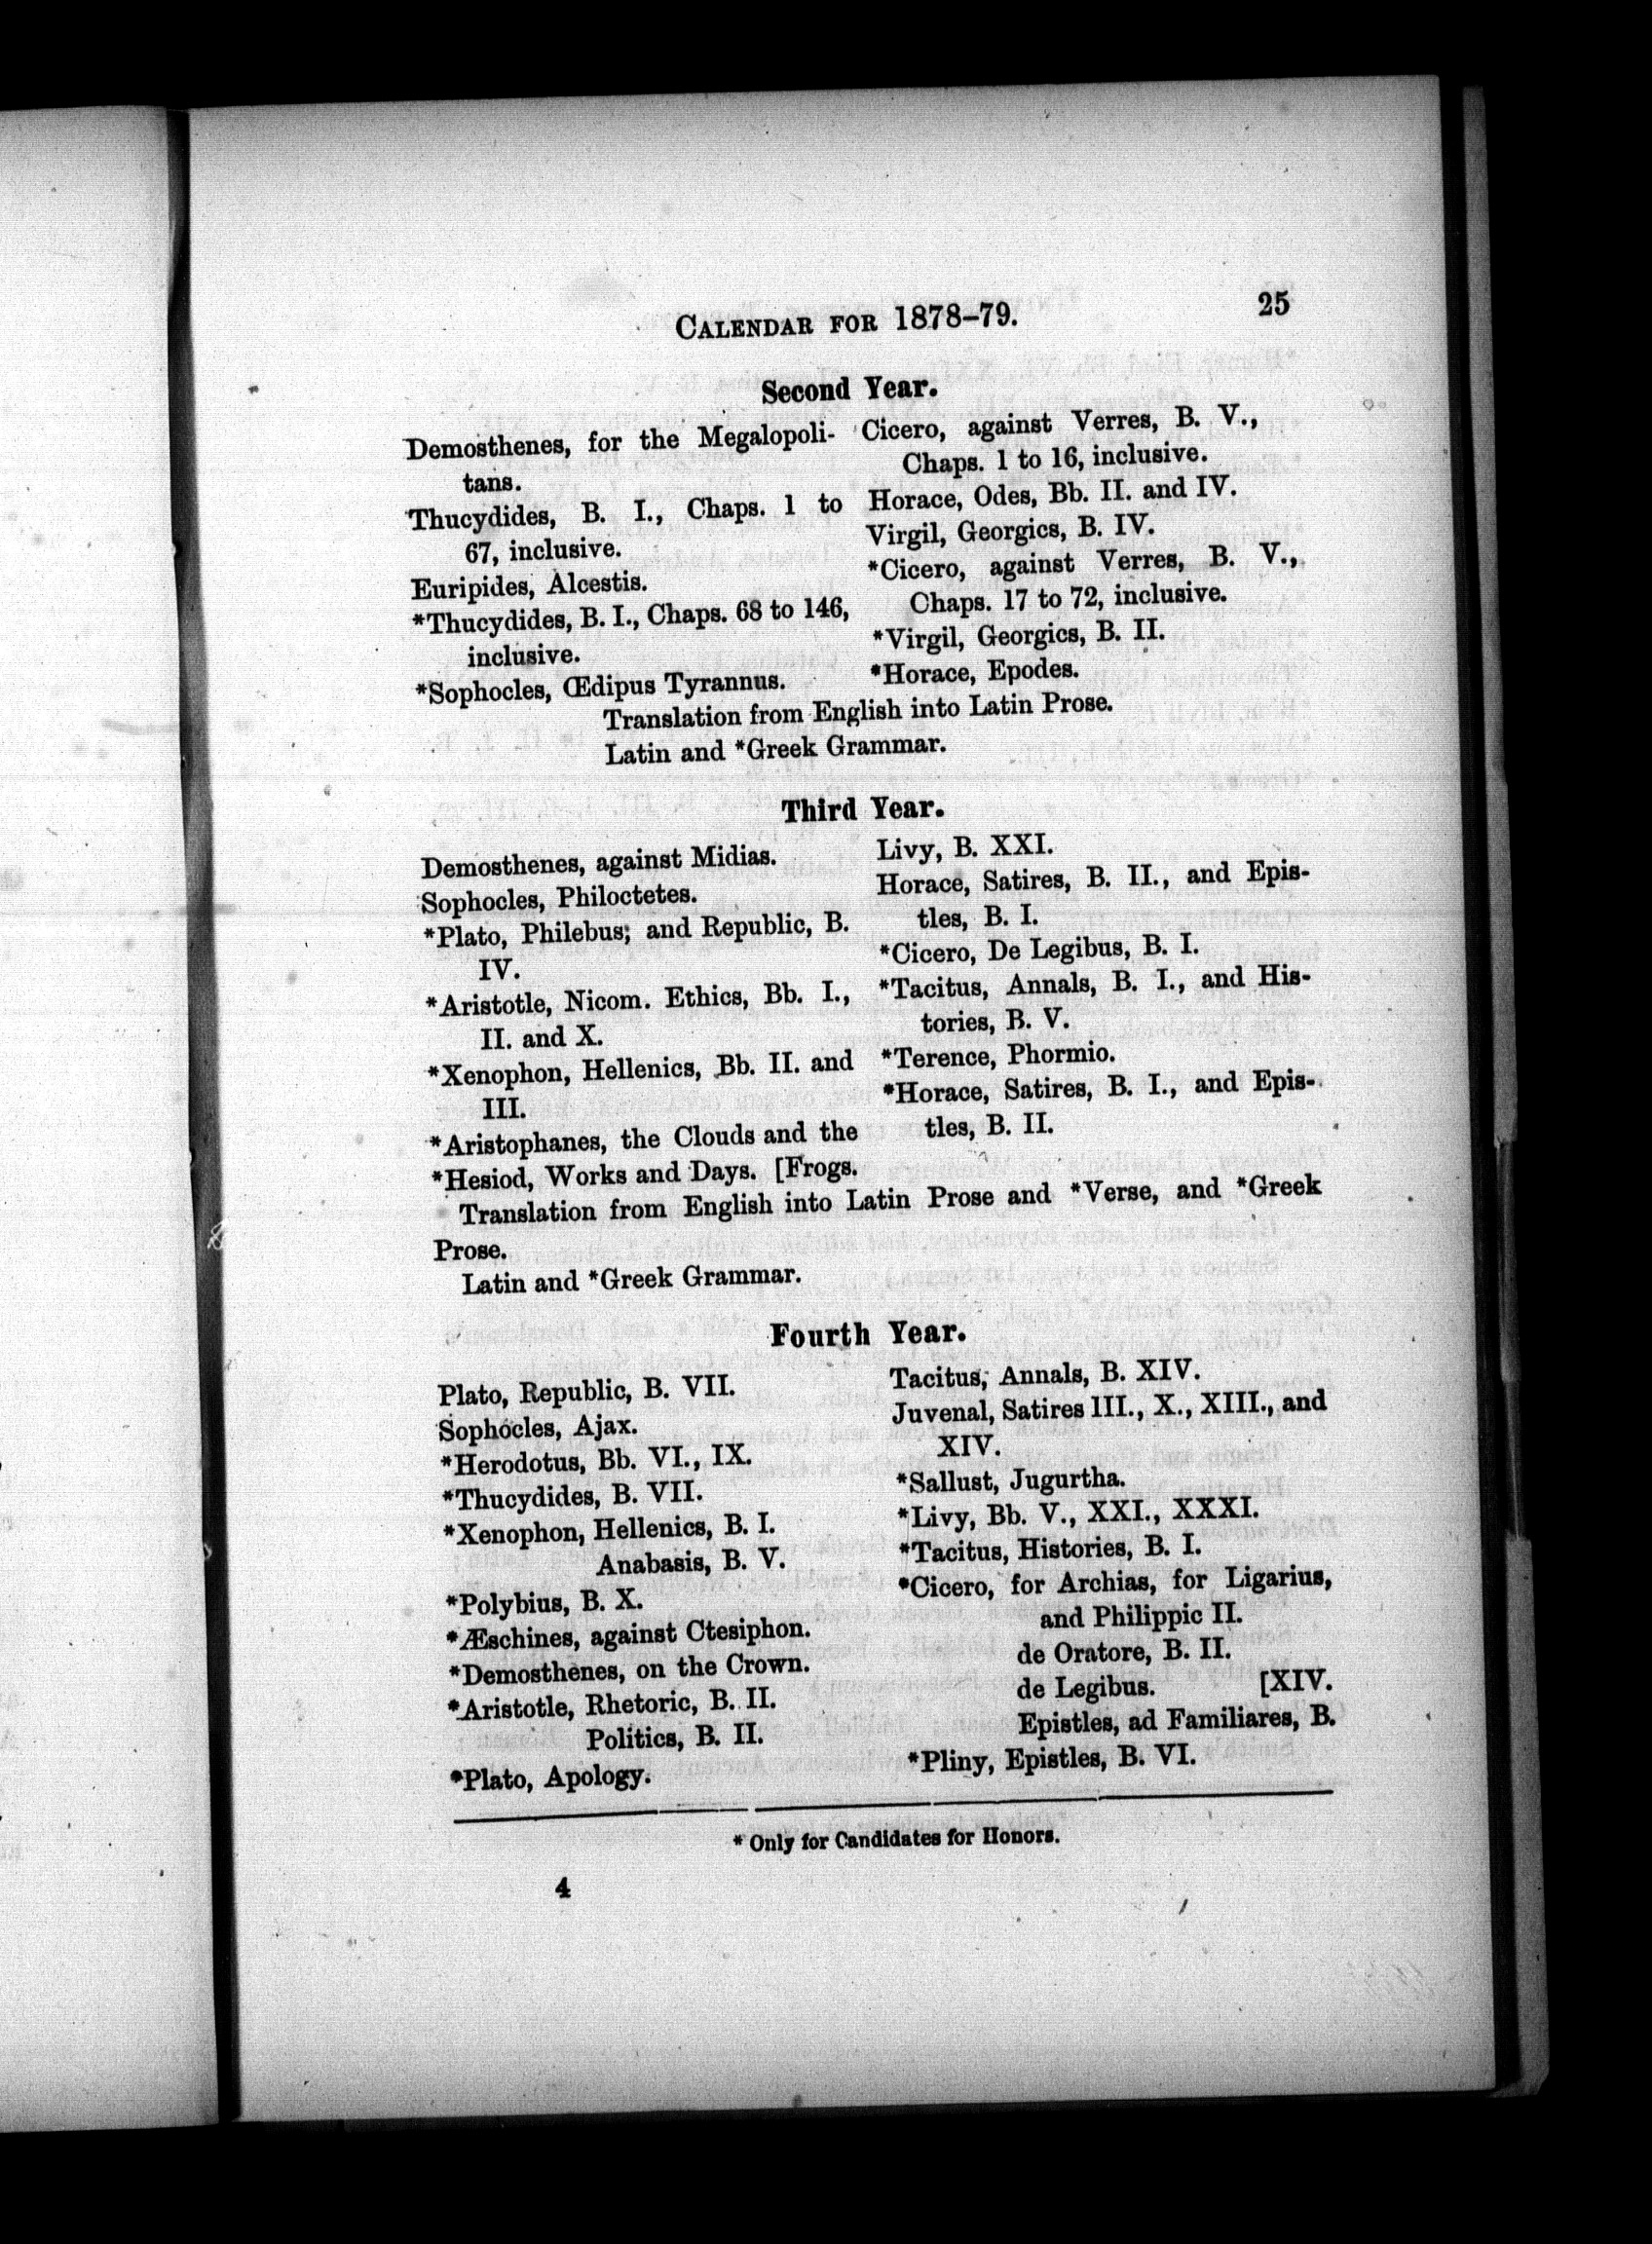 CALENDAR FOR 1878–79.
25
Second Year.
Demosthenes, for the Megalopoli-
tans.
Thucydides, B. I., Chaps. 1 to
67, inclusive.
Euripides, Alcestis.
*Thucydides, B. I., Chaps. 68 to 146,
inclusive.
*Sophocles, Œdipus Tyrannus.
Cicero, against Verres, B. V.,
Chaps. 1 to 16, inclusive.
Horace, Odes, Bb. II. and IV.
Virgil, Georgics, B. IV.
*Cicero, against Verres, B. V.,
Chaps. 17 to 72, inclusive.
*Virgil, Georgics, B. II.
*Horace, Epodes.
Translation from English into Latin Prose.
Latin and *Greek Grammar.
Third Year.
Demosthenes, against Midias.
Sophocles, Philoctetes.
*Plato, Philebus; and Republic, B.
IV.
*Aristotle, Nicom. Ethics, Bb. I.,
II. and X.
*Xenophon, Hellenics, Bb. II. and
III.
*Aristophanes, the Clouds and the
*Hesiod, Works and Days. [Frogs.
Livy, B. XXI.
Horace, Satires, B. II., and Epis-
tles, B. I.
*Cicero, De Legibus, B. I.
*Tacitus, Annals, B. I., and His-
tories, B. V.
*Terence, Phormio.
*Horace, Satires, B. I., and Epis-
tles, B. II.
Translation from English into Latin Prose and *Verse, and *Greek
Prose.
Latin and *Greek Grammar.
Fourth Year.
Plato, Republic, B. VII.
Sophocles, Ajax.
*Herodotus, Bb. VI., IX.
*Thucydides, B. VII.
*Xenophon, Hellenics, B. I.
Anabasis, B. V.
*Polybius, B. X.
*Æschines, against Ctesiphon.
*Demosthenes, on the Crown.
*Aristotle, Rhetoric, B. II.
Politics, B. II.
*Plato, Apology.
Tacitus, Annals, B. XIV.
Juvenal, Satires III., X., XIII., and
XIV.
*Sallust, Jugurtha.
*Livy, Bb. V., XXI., XXXI.
*Tacitus, Histories, B. I.
*Cicero, for Archias, for Ligarius,
and Philippic II.
de Oratore, B. II.
de Legibus. [XIV.
Epistles, ad Familiares, B.
*Pliny, Epistles, B. VI.
* Only for Candidates for Honors.
4